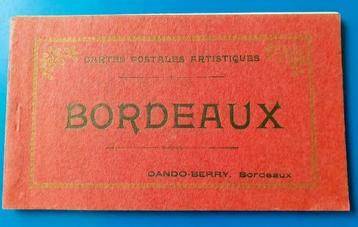 CARTES POSTALES ARTISTIQUES
BORDEAUX
DANDO-BERRY, Bordeaux